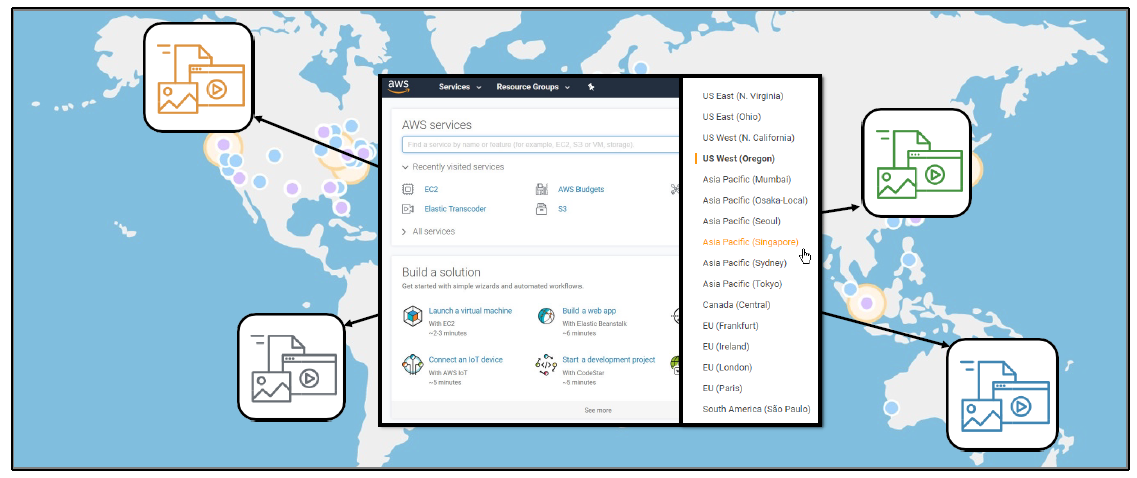 aws
Services
Resource Groups
AWS services
Find a service by name or feature (for example, EC2, S3 or VM, storage).
Recently visited services
EC2
AWS Budgets
Elastic Transcoder
S3
All services
Build a solution
Get started with simple wizards and automated workflows.
Launch a virtual machine
With EC2
~2-3 minutes
Build a web app
With Elastic Beanstalk
~6 minutes
Connect an IoT device
With AWS IoT
~5 minutes
Start a development project
With CodeStar
~5 minutes
See more
US East (N. Virginia)
US East (Ohio)
US West (N. California)
US West (Oregon)
Asia Pacific (Mumbai)
Asia Pacific (Osaka-Local)
Asia Pacific (Seoul)
Asia Pacific (Singapore)
Asia Pacific (Sydney)
Asia Pacific (Tokyo)
Canada (Central)
EU (Frankfurt)
EU (Ireland)
EU (London)
EU (Paris)
South America (São Paulo)